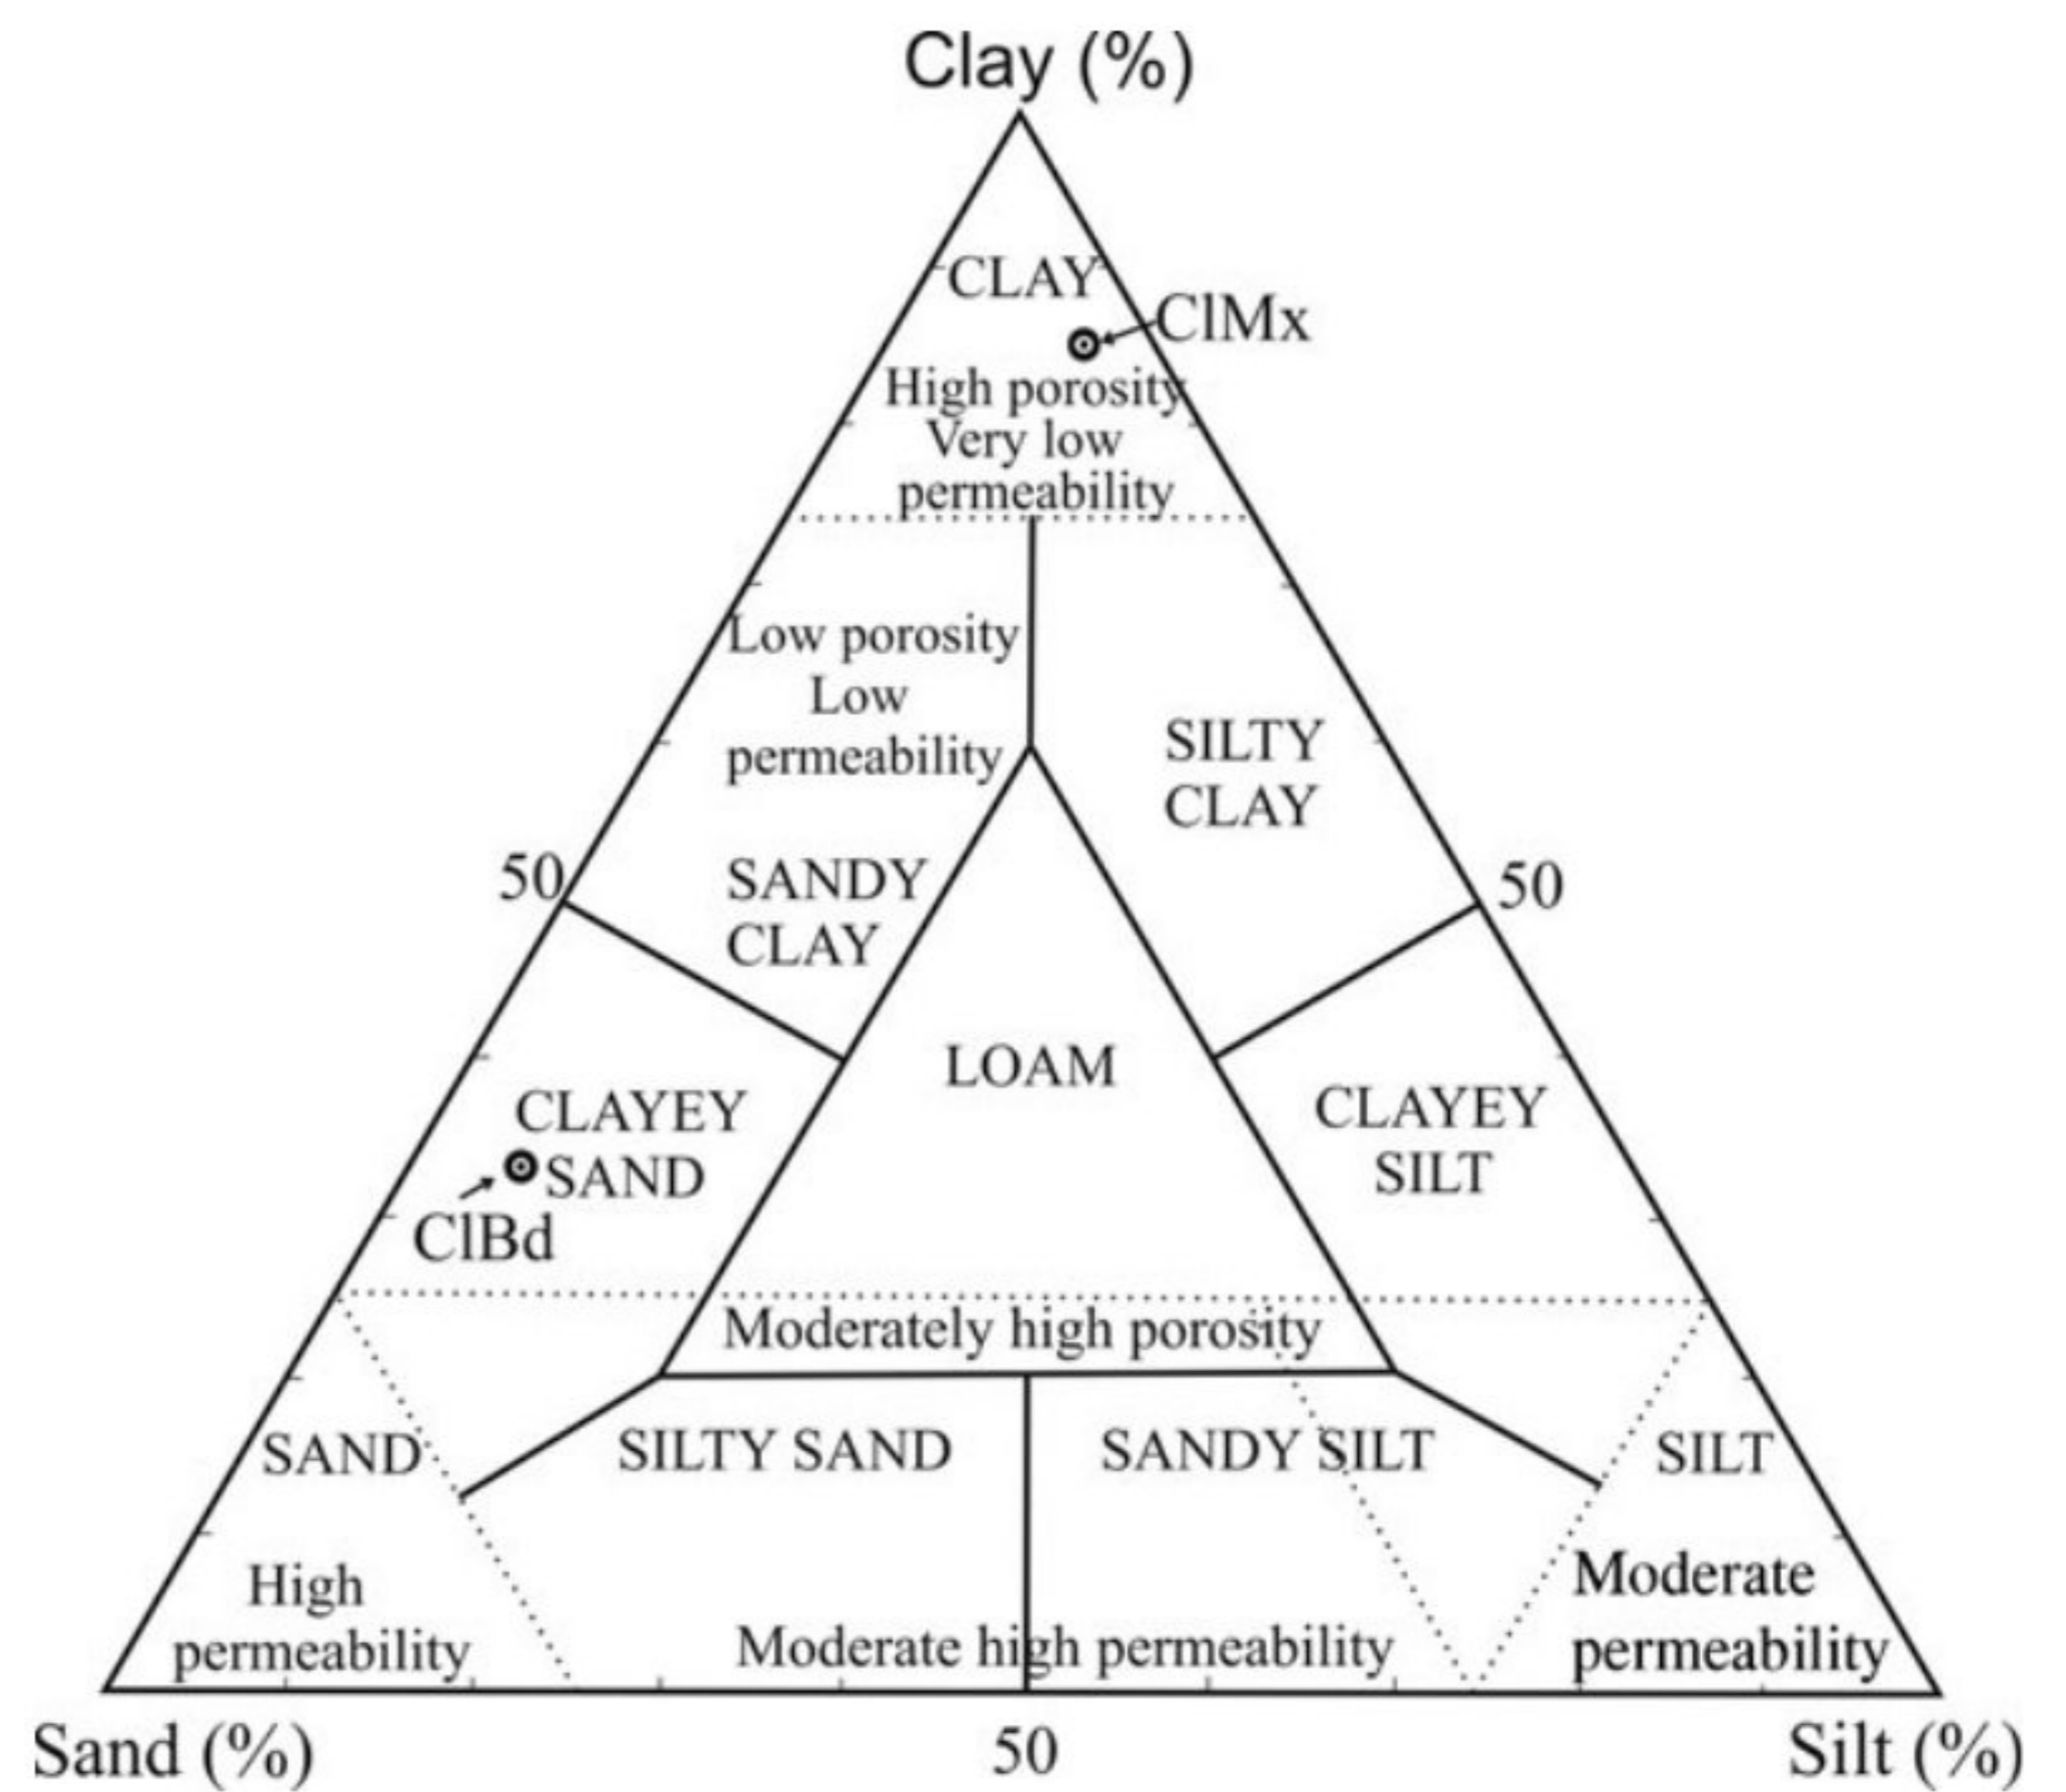 Clay (%)
CLAY
ClMx
High porosity
Very low
permeability
Low porosity
Low
permeability
SILTY
CLAY
50
SANDY
CLAY
50
LOAM
CLAYEY
SAND
CLAYEY
SILT
ClBd
Moderately high porosity
SAND
SILTY SAND
SANDY SILT
SILT
High
permeability
Moderate high permeability
Moderate
permeability
Sand (%)
50
Silt (%)